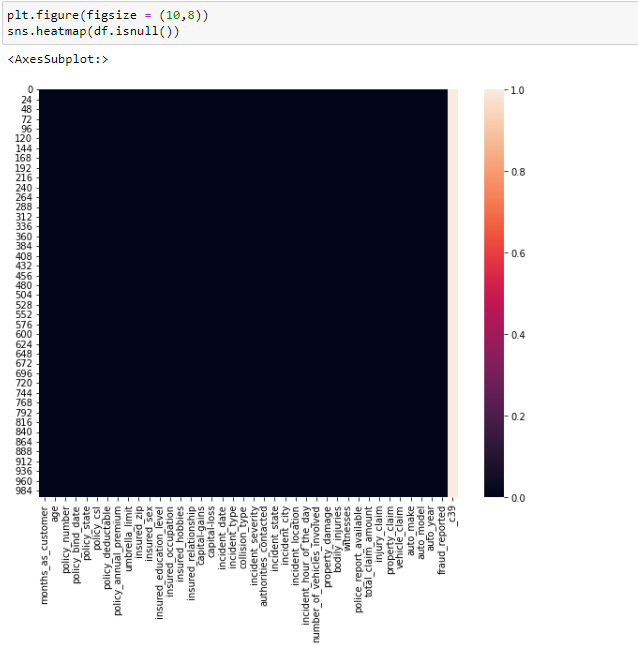 plt.figure(figsize = (10,8))
sns.heatmap(df.isnull())
<AxesSubplot:>
0
24
48
72
96
120
144
168
192
216
240
264
288
312
336
360
384
408
432
456
480
504
528
552
576
600
624
648
672
696
720
744
768
792
816
840
864
888
912
936
960
984
1.0
0.8
0.6
0.4
0.2
0.0
months_as_customer
age
policy_number
policy_bind_date
policy_state
policy_csl
policy_deductable
policy_annual_premium
umbrella_limit
insured_zip
insured_sex
insured_education_level
insured_occupation
insured_hobbies
insured_relationship
capital-gains
capital-loss
incident_date
incident_type
collision_type
incident_severity
authorities_contacted
incident_state
incident_city
incident_location
incident_hour_of_the_day
number_of_vehicles_involved
property_damage
bodily_injuries
witnesses
police_report_available
total_claim_amount
injury_claim
property_claim
vehicle_claim
auto_make
auto_model
auto_year
fraud_reported
_c39